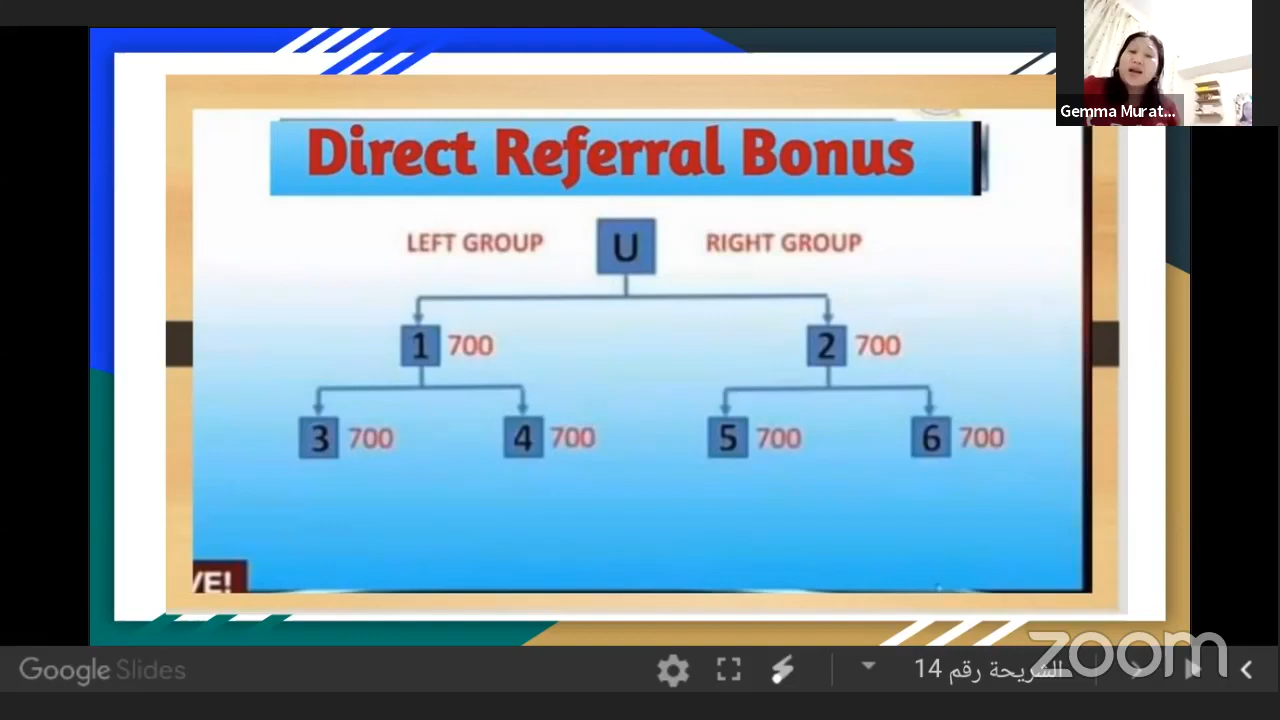 Gemma Murat...
Direct Referral Bonus
LEFT GROUP U RIGHT GROUP
1 700 2 700
3 700 4 700 5 700 6 700
VE!
zoom
Google Slides
الشريحة رقم 14